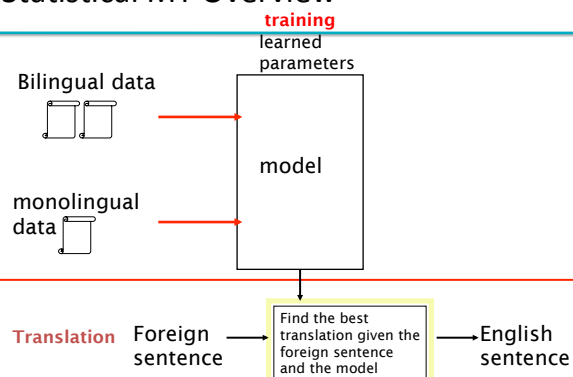 Statistical MT Overview
training
learned
parameters
Bilingual data
model
monolingual
data
Translation
Foreign
sentence
Find the best
translation given the
foreign sentence
and the model
English
sentence